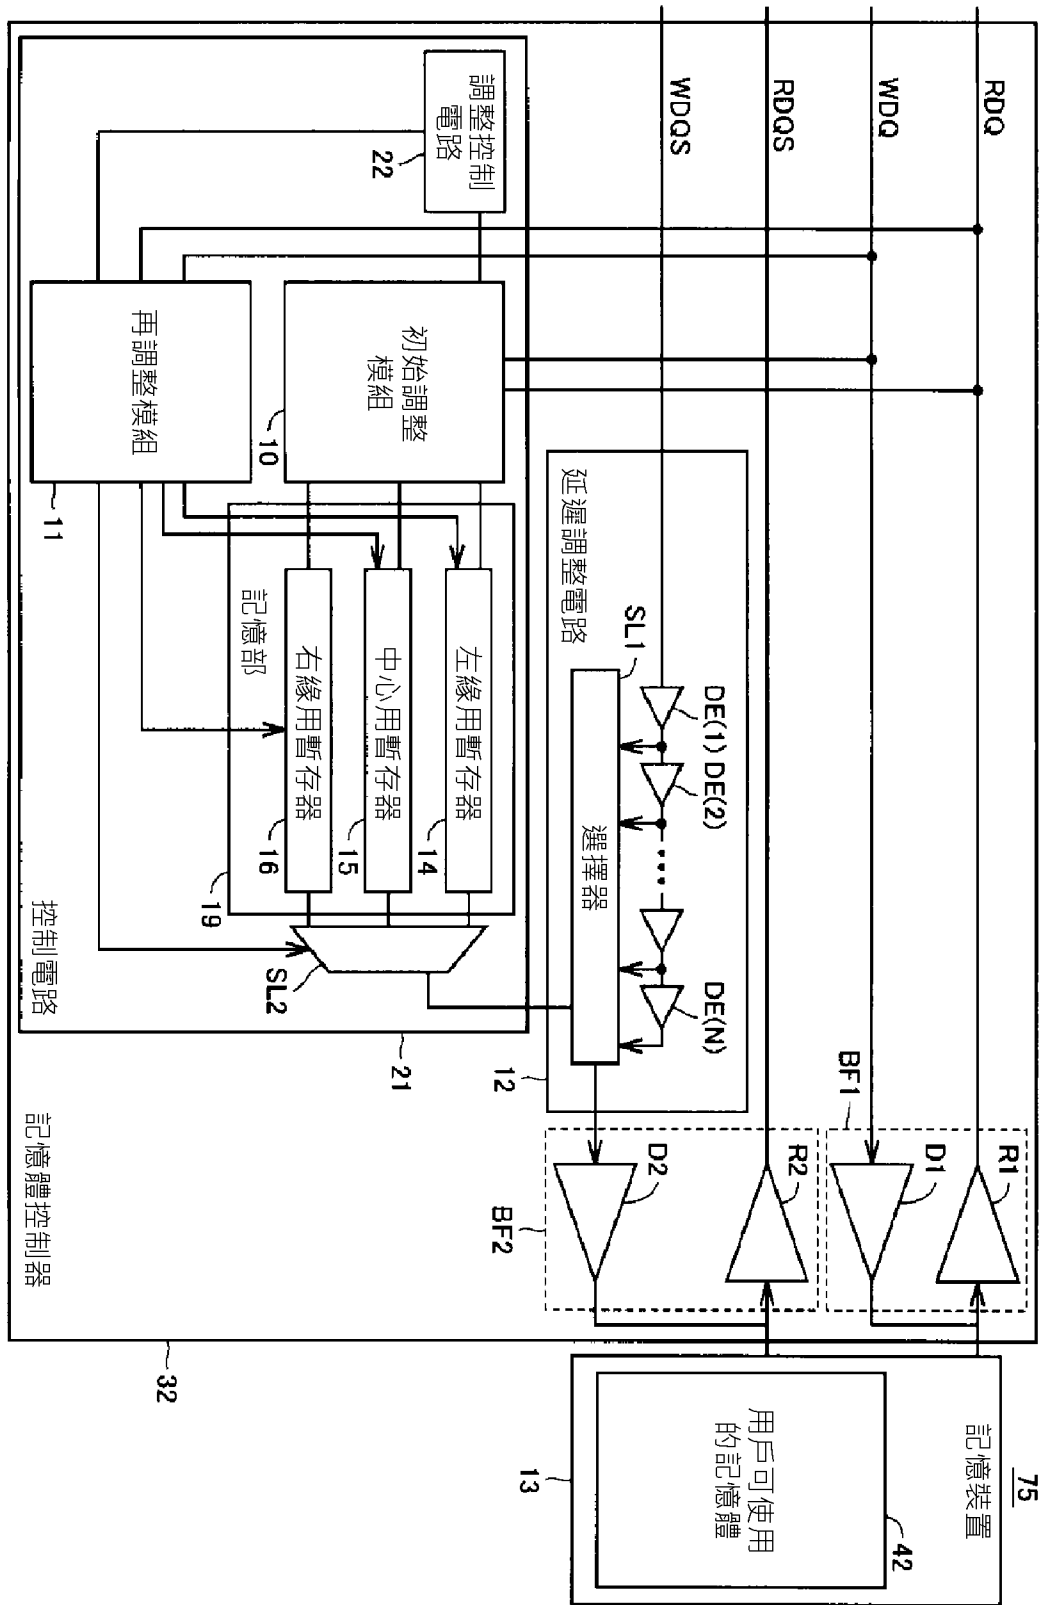 75
RDQ
WDQ
RDQS
WDQS
BF1
R1
D1
R2
D2
BF2
記憶裝置
用戶可使用
的記憶體
42
13
DE(1)
DE(2)
DE(N)
SL1
選擇器
延遲調整電路
12
調整控制
電路
22
初始調整
模組
10
再調整模組
11
左緣用暫存器
14
中心用暫存器
15
右緣用暫存器
16
記憶部
19
SL2
控制電路
21
記憶體控制器
32